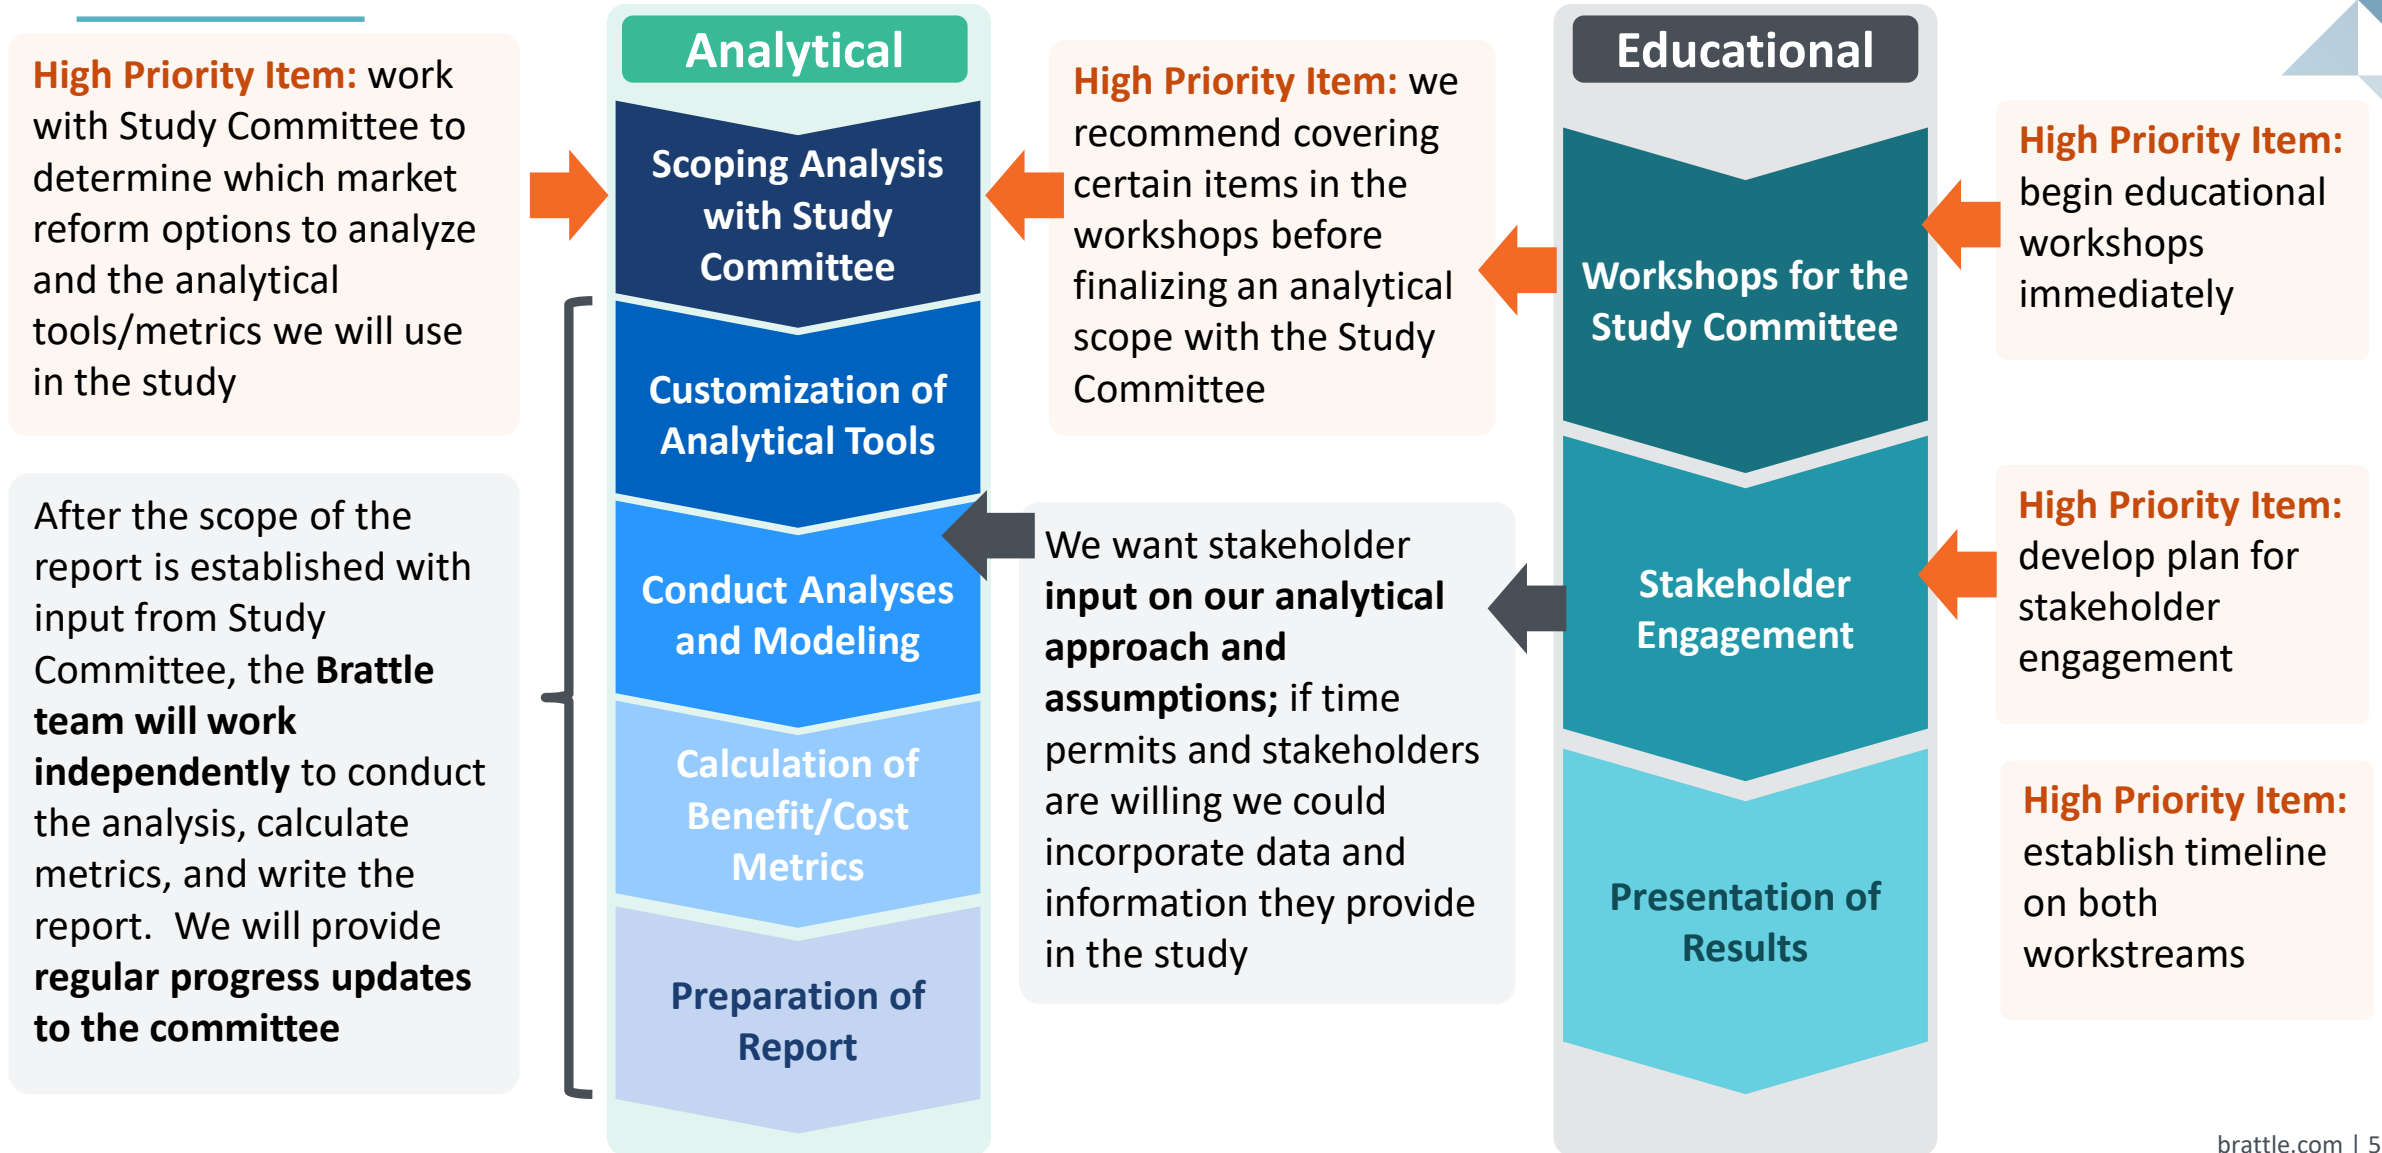 High Priority Item: work
with Study Committee to
determine which market
reform options to analyze
and the analytical
tools/metrics we will use
in the study
After the scope of the
report is established with
input from Study
Committee, the Brattle
team will work
independently to conduct
the analysis, calculate
metrics, and write the
report.  We will provide
regular progress updates
to the committee
Analytical
Scoping Analysis
with Study
Committee
Customization of
Analytical Tools
Conduct Analyses
and Modeling
Calculation of
Benefit/Cost
Metrics
Preparation of
Report
High Priority Item: we
recommend covering
certain items in the
workshops before
finalizing an analytical
scope with the Study
Committee
We want stakeholder
input on our analytical
approach and
assumptions; if time
permits and stakeholders
are willing we could
incorporate data and
information they provide
in the study
Educational
Workshops for the
Study Committee
Stakeholder
Engagement
Presentation of
Results
High Priority Item:
begin educational
workshops
immediately
High Priority Item:
develop plan for
stakeholder
engagement
High Priority Item:
establish timeline
on both
workstreams
brattle.com | 5